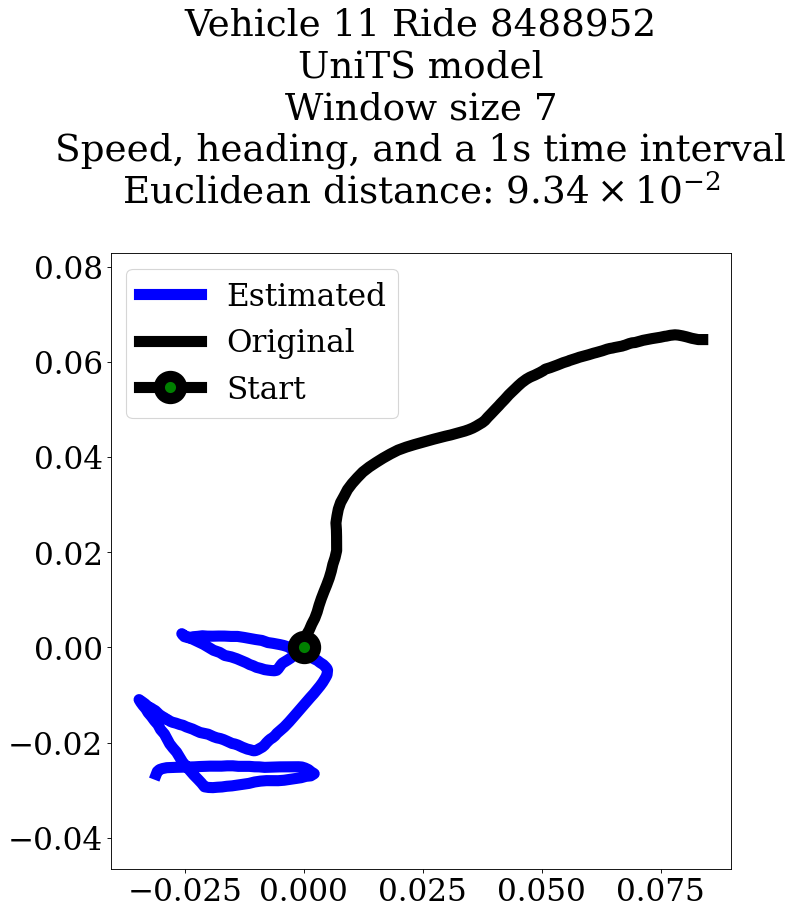 Vehicle 11 Ride 8488952
UniTS model
Window size 7
Speed, heading, and a 1s time interval
Euclidean distance: 9.34 × 10⁻²
0.08
0.06
0.04
0.02
0.00
−0.02
−0.04
Estimated
Original
Start
−0.025 0.000 0.025 0.050 0.075